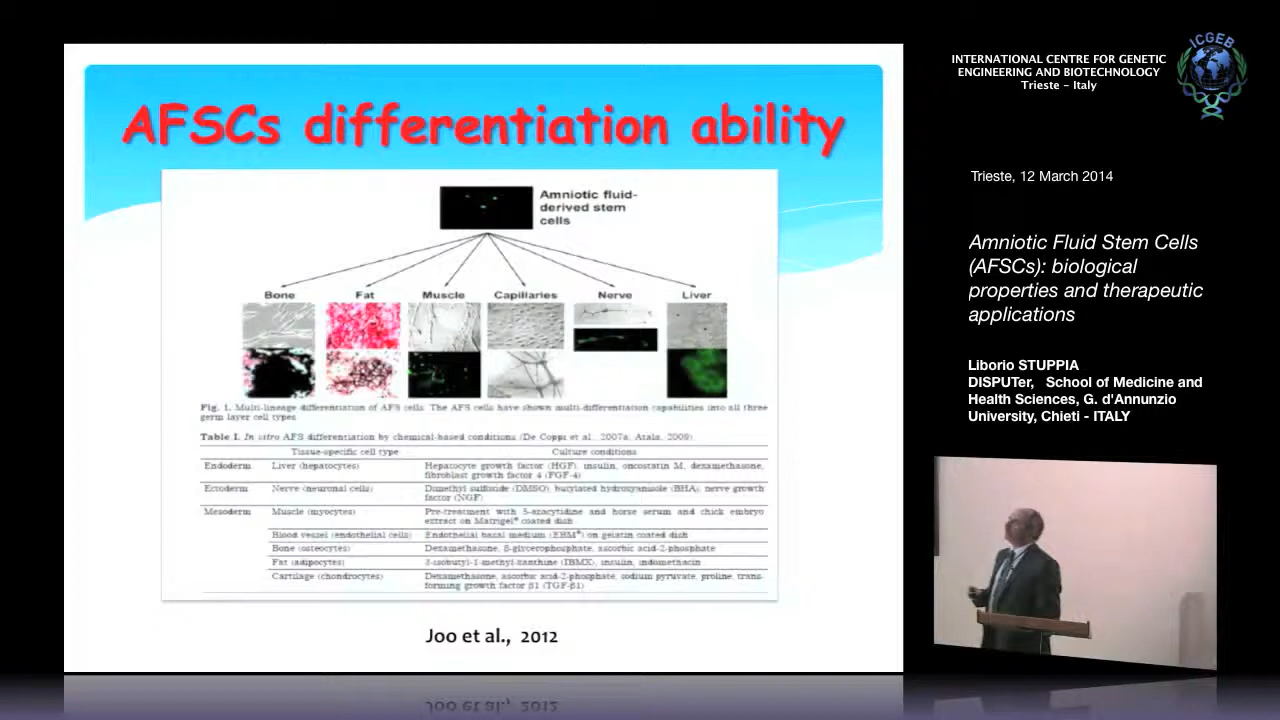 AFSCs differentiation ability
Amniotic fluid-
derived stem
cells
Bone Fat Muscle Capillaries Nerve Liver
Fig. 1. Multi-lineage differentiation of AFS cells. The AFS cells have shown multi-differentiation capabilities into all three
germ layer cell types.
Table I. In vitro AFS differentiation by chemical-based conditions (De Coppi et al., 2007a; Atala, 2009)
Tissue-specific cell type Culture conditions
Endoderm Liver (hepatocytes) Hepatocyte growth factor (HGF), insulin, oncostatin M, dexamethasone,
fibroblast growth factor 4 (FGF-4)
Ectoderm Nerve (neuronal cells) Dimethyl sulfoxide (DMSO), butylated hydroxyanisole (BHA), nerve growth
factor (NGF)
Mesoderm Muscle (myocytes) Pre-treatment with 5-azacytidine and horse serum and chick embryo
extract on Matrigel® coated dish
Blood vessel (endothelial cells) Endothelial basal medium (EBM®) on gelatin coated dish
Bone (osteocytes) Dexamethasone, β-glycerophosphate, ascorbic acid-2-phosphate
Fat (adipocytes) 3-isobutyl-1-methyl-xanthine (IBMX), insulin, indomethacin
Cartilage (chondrocytes) Dexamethasone, ascorbic acid-2-phosphate, sodium pyruvate, proline, trans-
forming growth factor β1 (TGF-β1)
Joo et al., 2012
INTERNATIONAL CENTRE FOR GENETIC
ENGINEERING AND BIOTECHNOLOGY
Trieste - Italy
ICGEB
Trieste, 12 March 2014
Amniotic Fluid Stem Cells
(AFSCs): biological
properties and therapeutic
applications
Liborio STUPPIA
DISPUTer, School of Medicine and
Health Sciences, G. d'Annunzio
University, Chieti - ITALY